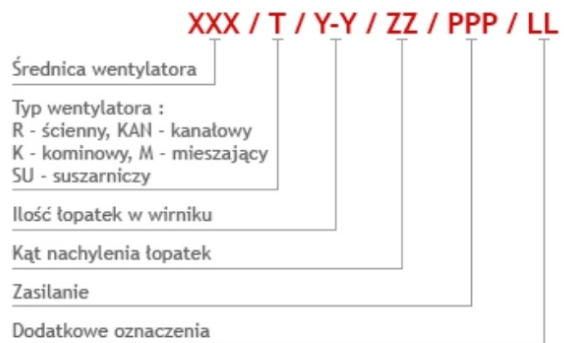 XXX / T / Y-Y / ZZ / PPP / LL
Średnica wentylatora
Typ wentylatora :
R - ścienny, KAN - kanałowy
K - kominowy, M - mieszający
SU - suszarniczy
Ilość łopatek w wirniku
Kąt nachylenia łopatek
Zasilanie
Dodatkowe oznaczenia